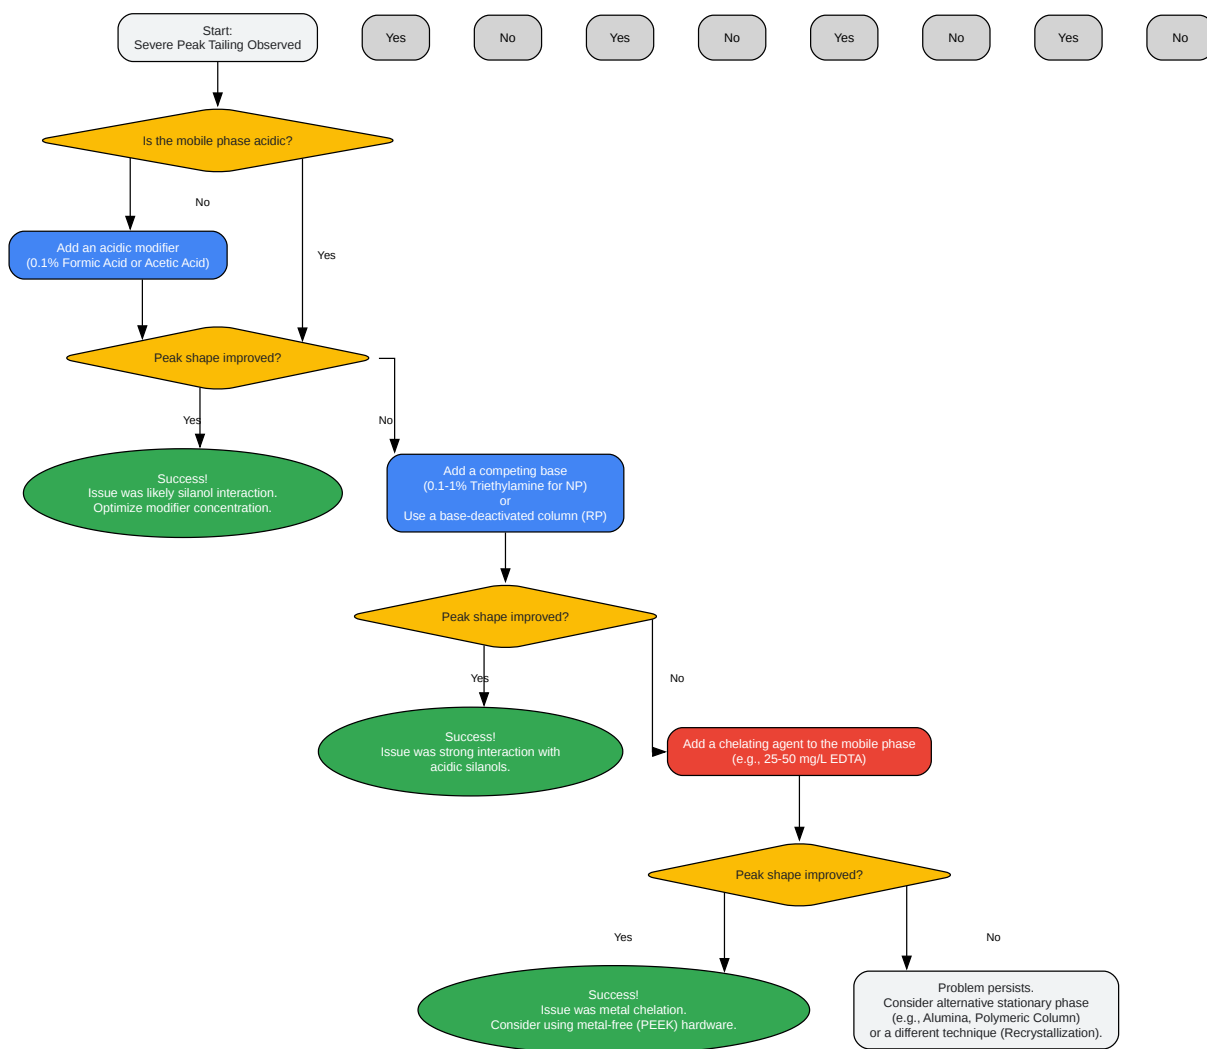 Start:
Severe Peak Tailing Observed
Yes
No
Yes
No
Yes
No
Yes
No
Is the mobile phase acidic?
No
Add an acidic modifier
(0.1% Formic Acid or Acetic Acid)
Yes
Peak shape improved?
Yes
No
Success!
Issue was likely silanol interaction.
Optimize modifier concentration.
Add a competing base
(0.1-1% Triethylamine for NP)
or
Use a base-deactivated column (RP)
Peak shape improved?
Yes
No
Success!
Issue was strong interaction with
acidic silanols.
Add a chelating agent to the mobile phase
(e.g., 25-50 mg/L EDTA)
Peak shape improved?
Yes
No
Success!
Issue was metal chelation.
Consider using metal-free (PEEK) hardware.
Problem persists.
Consider alternative stationary phase
(e.g., Alumina, Polymeric Column)
or a different technique (Recrystallization).